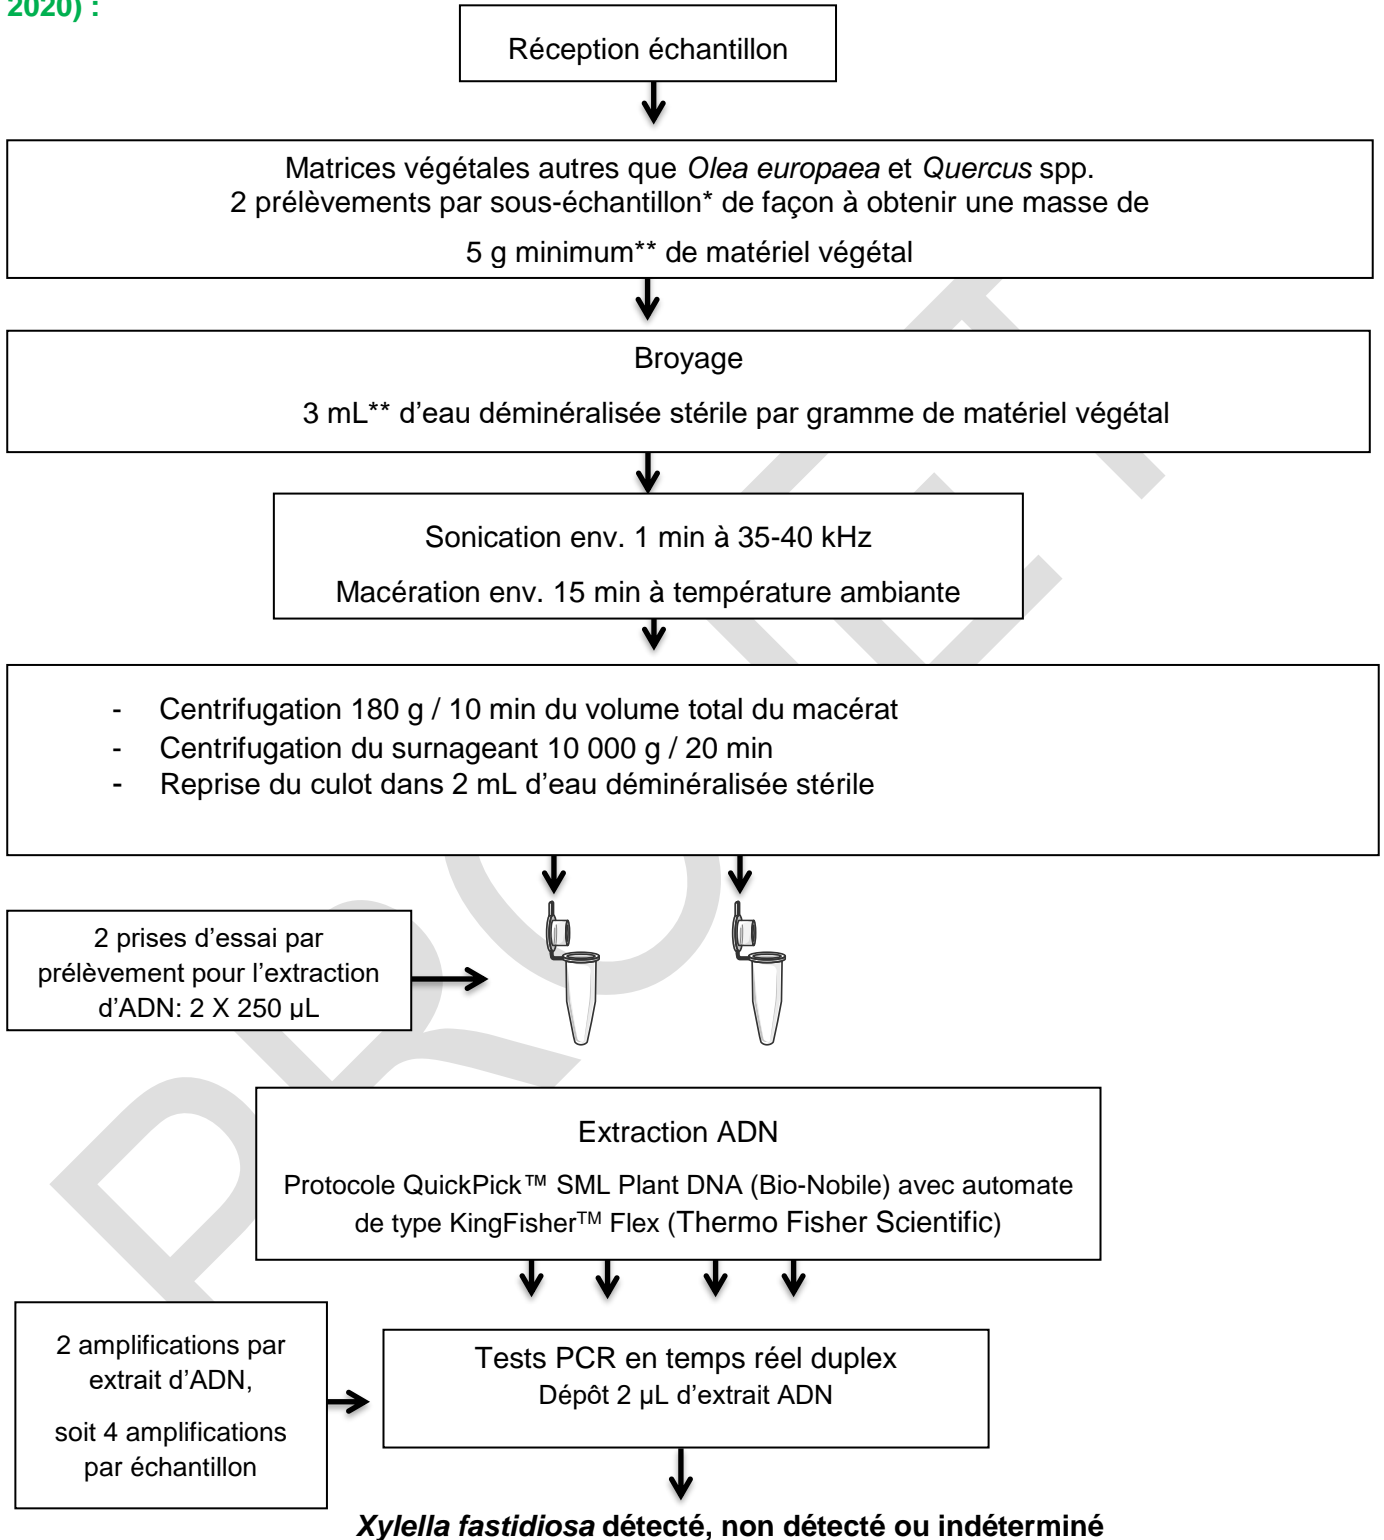 2020) :
Réception échantillon
Matrices végétales autres que Olea europaea et Quercus spp.
2 prélèvements par sous-échantillon* de façon à obtenir une masse de
5 g minimum** de matériel végétal
Broyage
3 mL** d’eau déminéralisée stérile par gramme de matériel végétal
Sonication env. 1 min à 35-40 kHz
Macération env. 15 min à température ambiante
- Centrifugation 180 g / 10 min du volume total du macérat
- Centrifugation du surnageant 10 000 g / 20 min
- Reprise du culot dans 2 mL d’eau déminéralisée stérile
2 prises d’essai par
prélèvement pour l’extraction
d’ADN: 2 X 250 µL
Extraction ADN
Protocole QuickPick™ SML Plant DNA (Bio-Nobile) avec automate
de type KingFisher™ Flex (Thermo Fisher Scientific)
2 amplifications par
extrait d’ADN,
soit 4 amplifications
par échantillon
Tests PCR en temps réel duplex
Dépôt 2 µL d’extrait ADN
Xylella fastidiosa détecté, non détecté ou indéterminé
PROJET